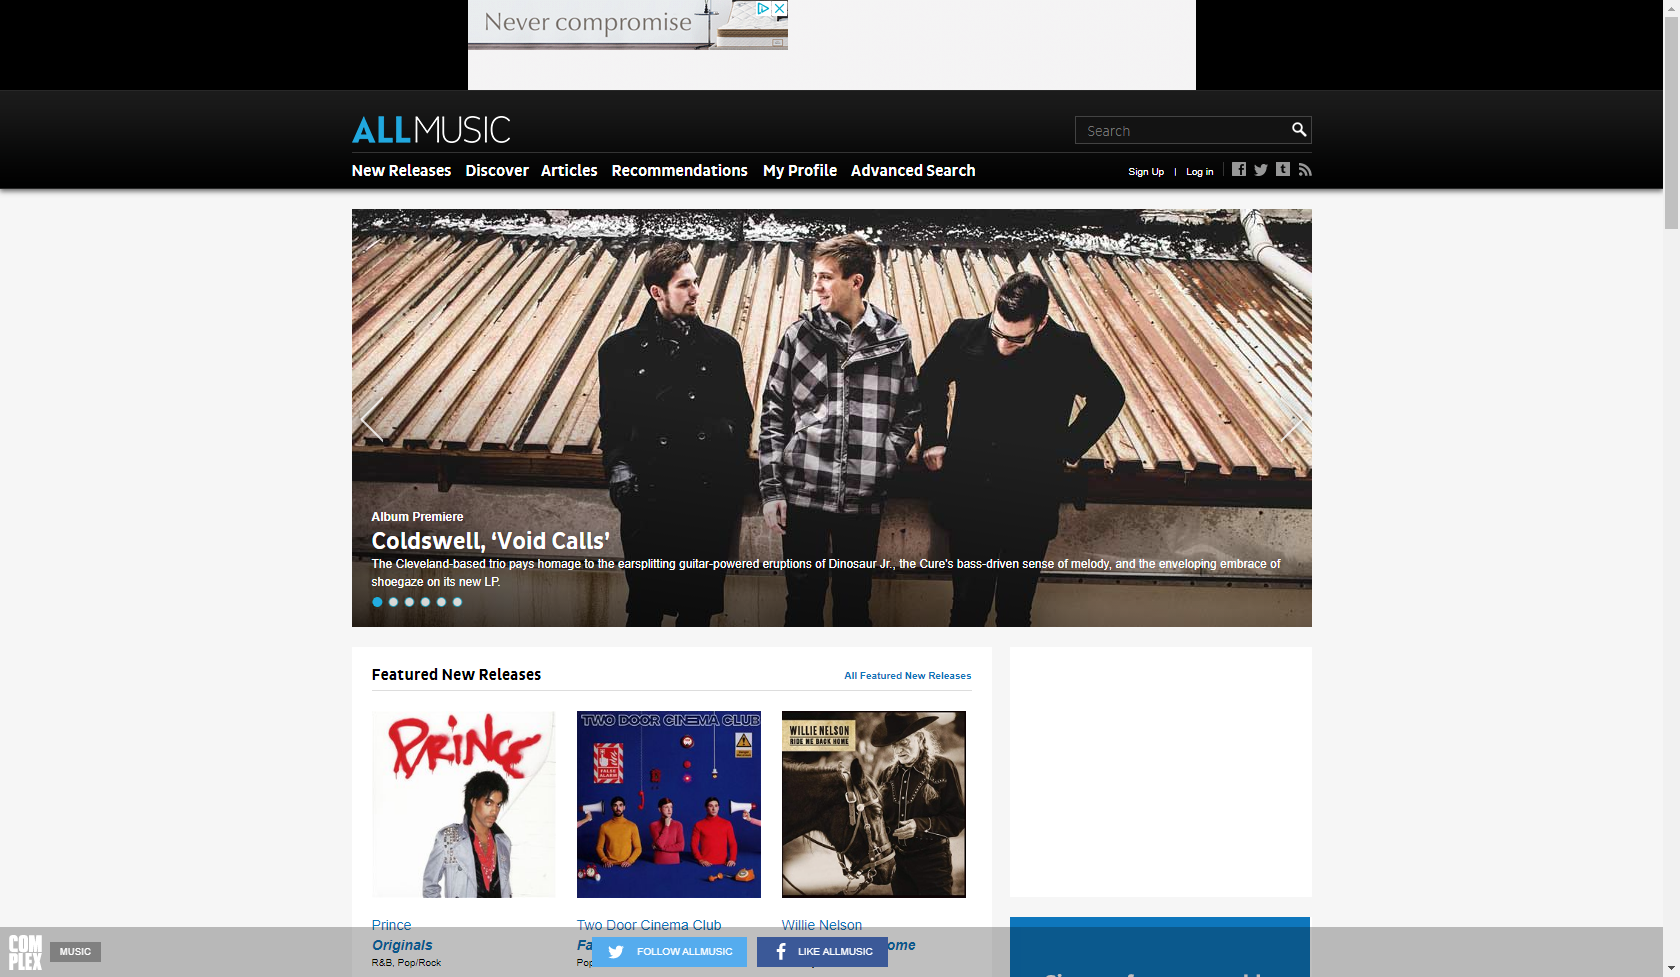 Never compromise
ALLMUSIC
Search
New Releases Discover Articles Recommendations My Profile Advanced Search
Sign Up | Log in
Album Premiere
Coldswell, ‘Void Calls’
The Cleveland-based trio pays homage to the earsplitting guitar-powered eruptions of Dinosaur Jr., the Cure's bass-driven sense of melody, and the enveloping embrace of
shoegaze on its new LP.
Featured New Releases
All Featured New Releases
PRINCE
TWO DOOR CINEMA CLUB
FALSE ALARM
WILLIE NELSON
RIDE ME BACK HOME
Prince
Originals
R&B, Pop/Rock
Two Door Cinema Club
Fa
Pop
Willie Nelson
ome
COMPLEX
MUSIC
FOLLOW ALLMUSIC
LIKE ALLMUSIC